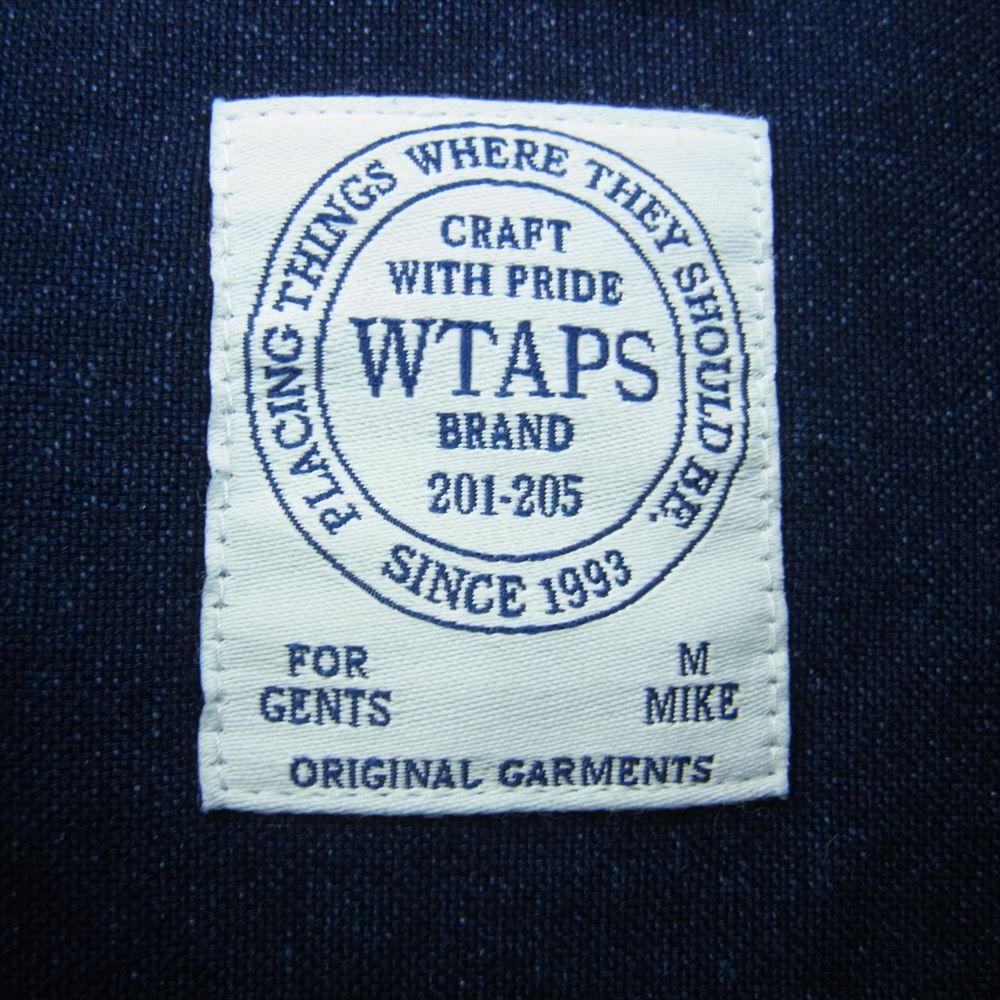 PLACING THINGS WHERE THEY SHOULD BE.
CRAFT
WITH PRIDE
WTAPS
BRAND
201-205
SINCE 1993
FOR
GENTS
M
MIKE
ORIGINAL GARMENTS